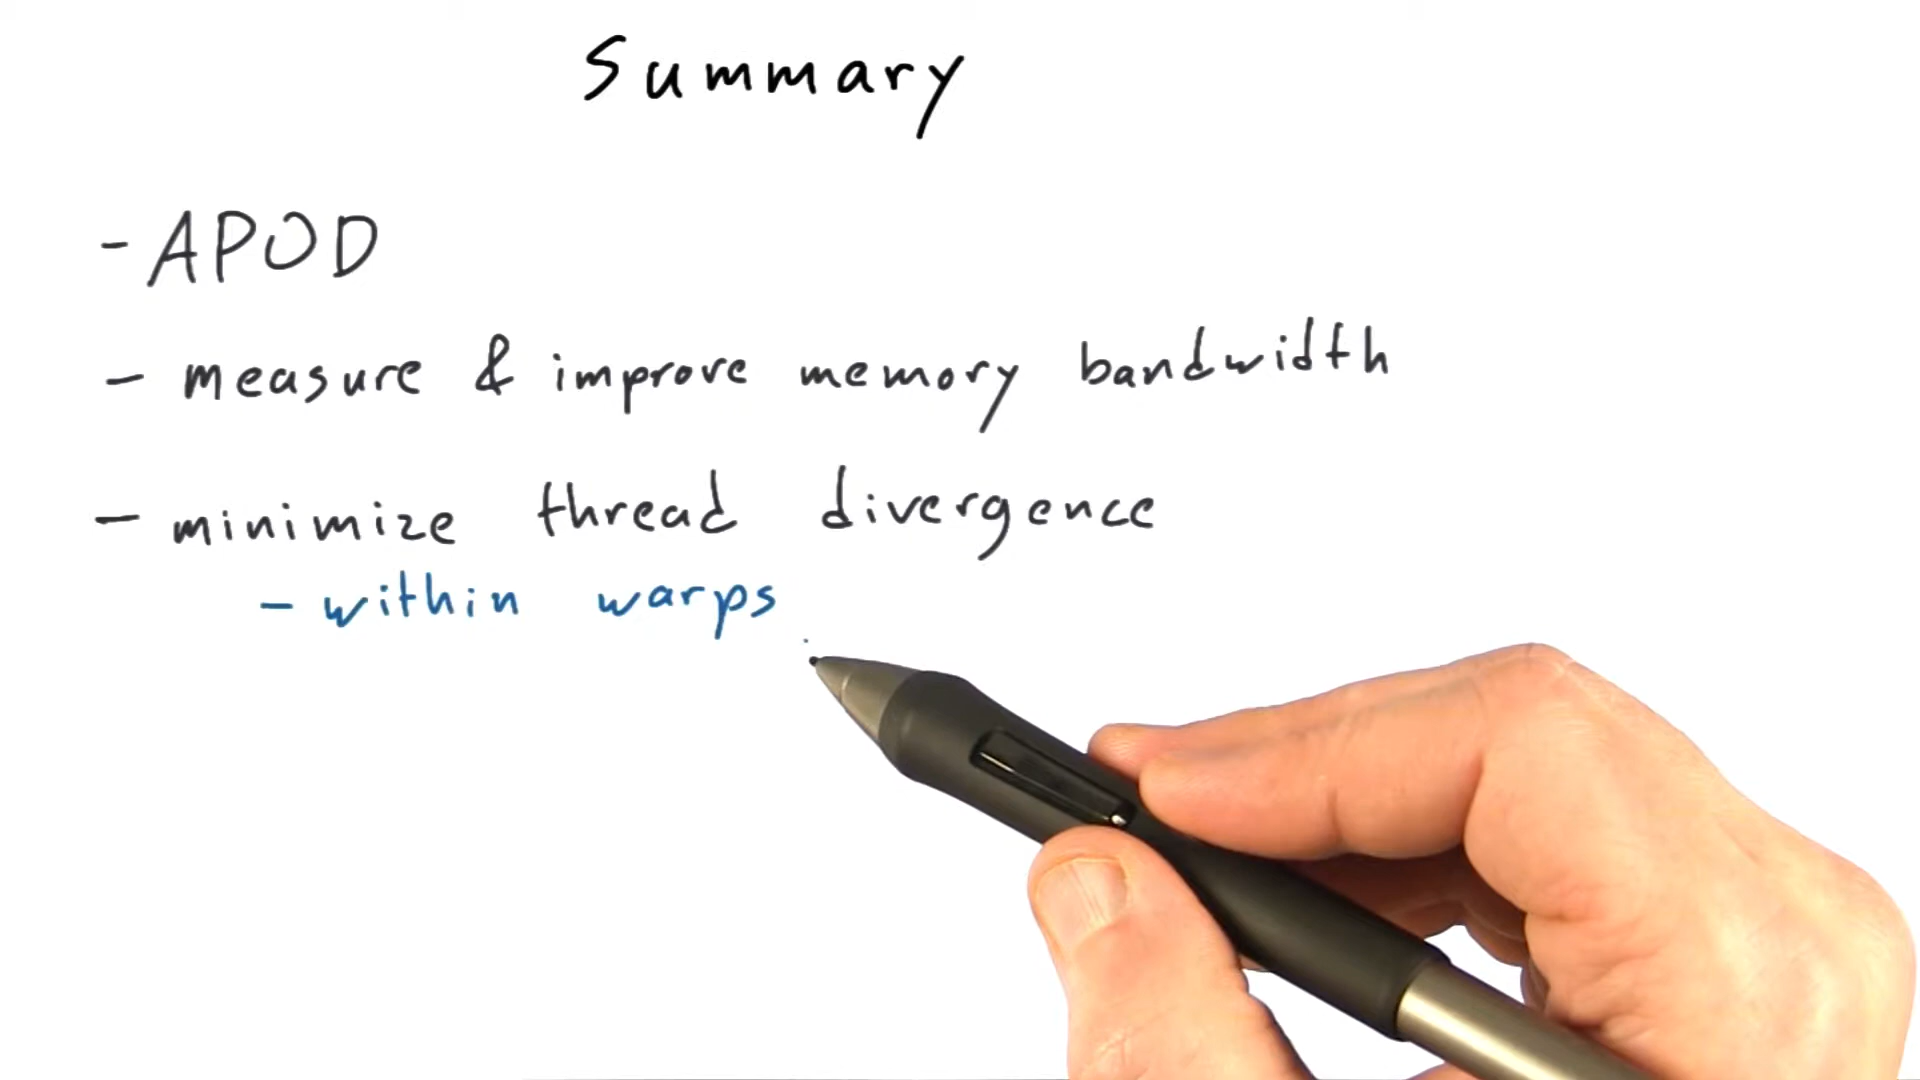 Summary
- APOD
- measure & improve memory bandwidth
- minimize thread divergence
- within warps